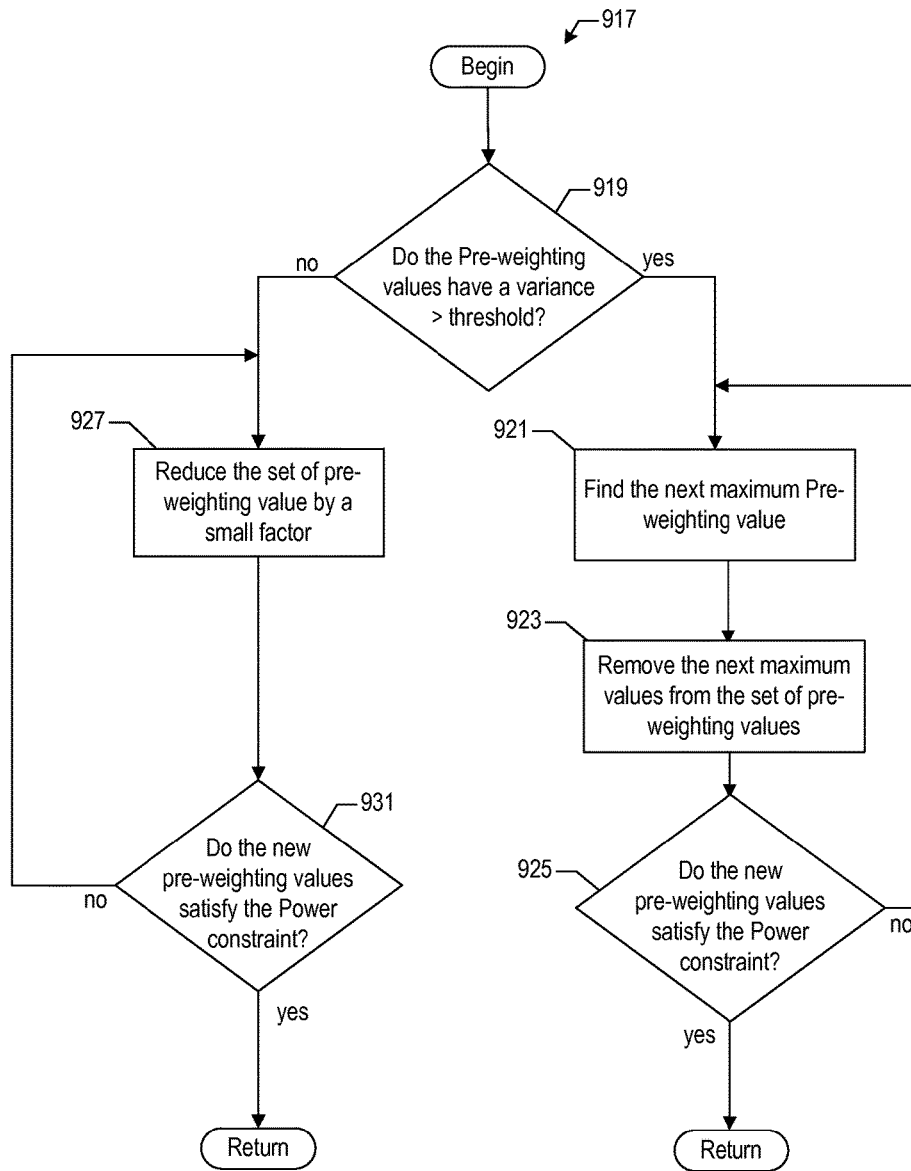 917
Begin
919
Do the Pre-weighting
values have a variance
> threshold?
no
yes
927
Reduce the set of pre-
weighting value by a
small factor
921
Find the next maximum Pre-
weighting value
923
Remove the next maximum
values from the set of pre-
weighting values
931
Do the new
pre-weighting values
satisfy the Power
constraint?
no
yes
925
Do the new
pre-weighting values
satisfy the Power
constraint?
no
yes
Return
Return